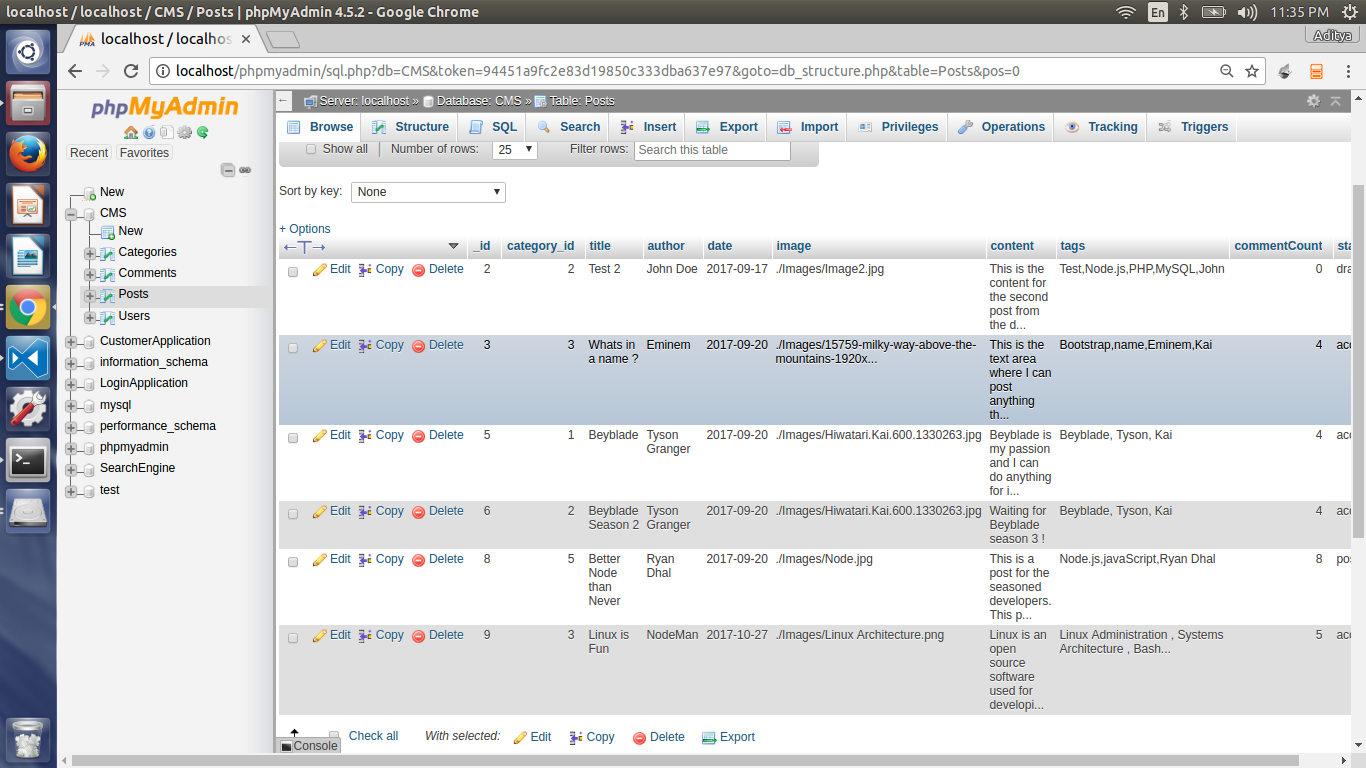 localhost / localhost / CMS / Posts | phpMyAdmin 4.5.2 - Google Chrome
En
11:35 PM
localhost / localhos
Aditya
localhost/phpmyadmin/sql.php?db=CMS&token=94451a9fc2e83d19850c333dba637e97&goto=db_structure.php&table=Posts&pos=0
phpMyAdmin
Recent Favorites
New
CMS
New
Categories
Comments
Posts
Users
CustomerApplication
information_schema
LoginApplication
mysql
performance_schema
phpmyadmin
SearchEngine
test
Server: localhost » Database: CMS » Table: Posts
Browse Structure SQL Search Insert Export Import Privileges Operations Tracking Triggers
Show all | Number of rows: 25 Filter rows: Search this table
Sort by key: None
+ Options
←T→ _id category_id title author date image content tags commentCount sta
Edit Copy Delete 2 2 Test 2 John Doe 2017-09-17 ./Images/Image2.jpg This is the Test,Node.js,PHP,MySQL,John 0 dra
content for
the second
post from
the d...
Edit Copy Delete 3 3 Whats in Eminem 2017-09-20 ./Images/15759-milky-way-above-the- This is the Bootstrap,name,Eminem,Kai 4 acc
a name ? mountains-1920x... text area
where I can
post
anything
th...
Edit Copy Delete 5 1 Beyblade Tyson 2017-09-20 ./Images/Hiwatari.Kai.600.1330263.jpg Beyblade is Beyblade, Tyson, Kai 4 acc
Granger my passion
and I can
do anything
for i...
Edit Copy Delete 6 2 Beyblade Tyson 2017-09-20 ./Images/Hiwatari.Kai.600.1330263.jpg Waiting for Beyblade, Tyson, Kai 4 acc
Season 2 Granger Beyblade
season 3 !
Edit Copy Delete 8 5 Better Ryan 2017-09-20 ./Images/Node.jpg This is a Node.js,javaScript,Ryan Dhal 8 pos
Node Dhal post for the
than seasoned
Never developers.
This p...
Edit Copy Delete 9 3 Linux is NodeMan 2017-10-27 ./Images/Linux Architecture.png Linux is an Linux Administration , Systems 5 acc
Fun open Architecture , Bash...
source
software
used for
developi...
Check all With selected: Edit Copy Delete Export
Console